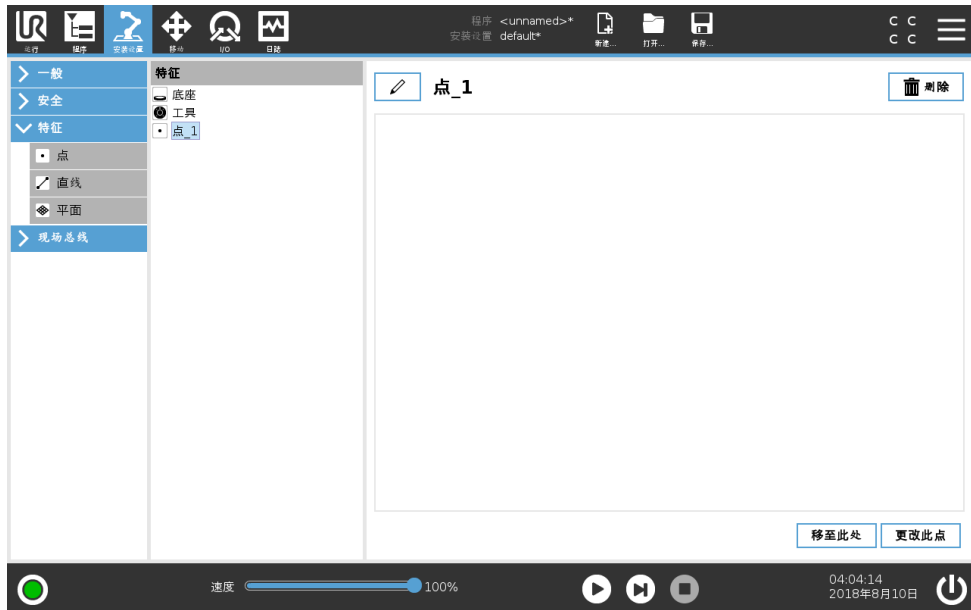 UR
运行
程序
安装设置
移动
I/O
日志
程序 <unnamed>*
安装设置 default*
新建...
打开...
保存...
C C
C C
一般
安全
特征
点
直线
平面
现场总线
特征
底座
工具
点_1
点_1
删除
移至此处
更改此点
速度
100%
04:04:14
2018年8月10日